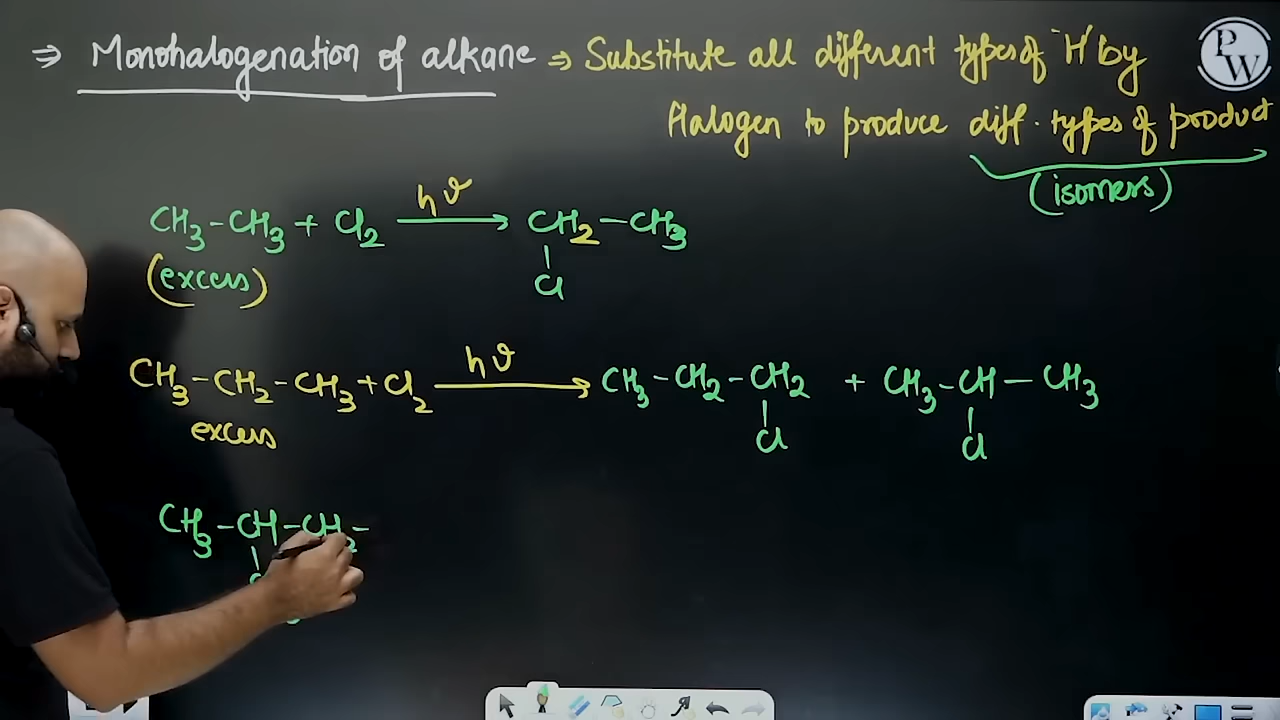 ⇒ Monohalogenation of alkane ⇒ Substitute all different types of 'H' by
Halogen to produce diff. types of product
(isomers)
PW
CH3-CH3 + Cl2 hν → CH2-CH3
(excess)
Cl
CH3-CH2-CH3 + Cl2 hν → CH3-CH2-CH2 + CH3-CH-CH3
excess
Cl Cl
CH3-CH-CH2-